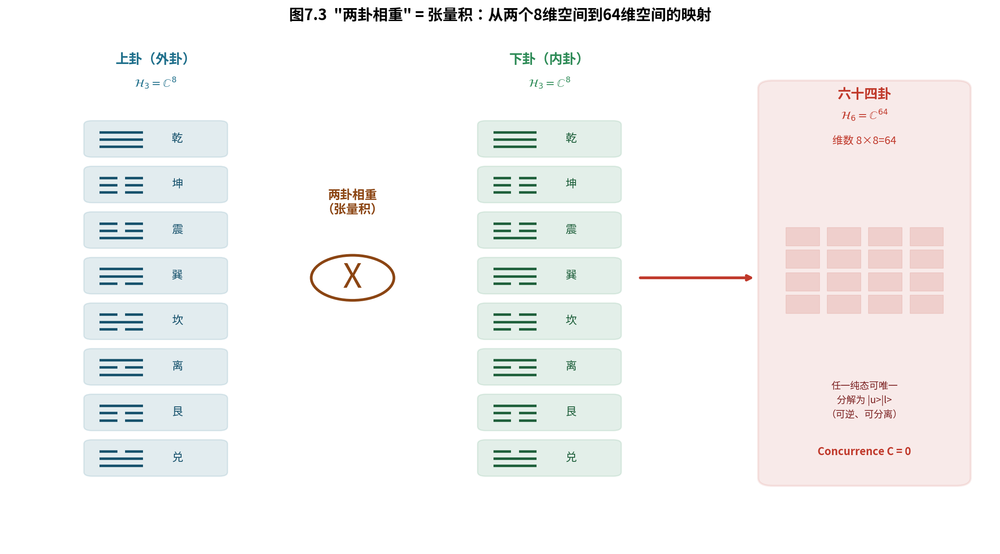 图7.3 "两卦相重" = 张量积：从两个8维空间到64维空间的映射
上卦（外卦）
ℋ₃ = ℂ⁸
乾
坤
震
巽
坎
离
艮
兑
两卦相重
（张量积）
X
下卦（内卦）
ℋ₃ = ℂ⁸
乾
坤
震
巽
坎
离
艮
兑
六十四卦
ℋ₆ = ℂ⁶⁴
维数 8×8=64
任一纯态可唯一
分解为 |u>|l>
（可逆、可分离）
Concurrence C = 0